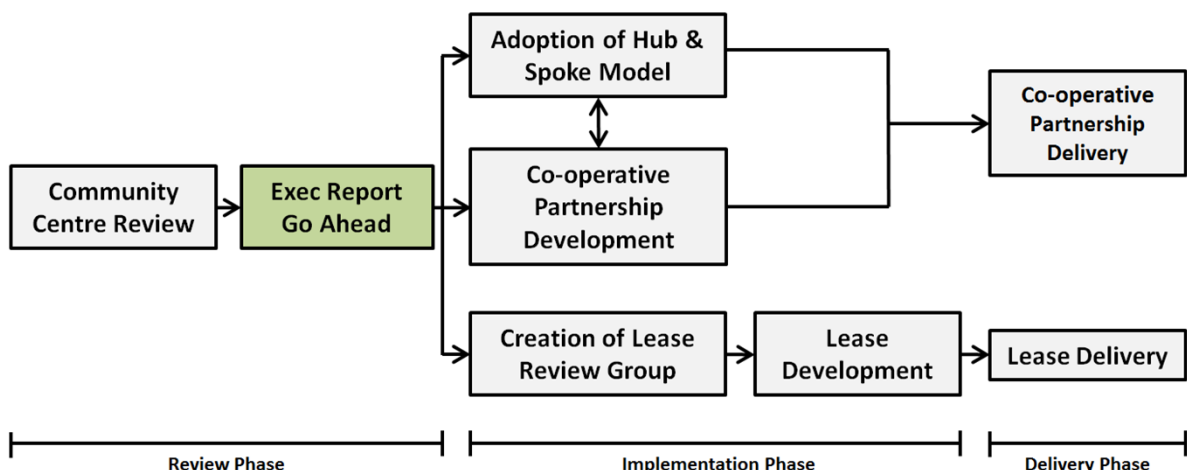 Adoption of Hub &
Spoke Model
Co-operative
Partnership
Delivery
Community
Centre Review
Exec Report
Go Ahead
Co-operative
Partnership
Development
Creation of Lease
Review Group
Lease
Development
Lease Delivery
Review Phase
Implementation Phase
Delivery Phase